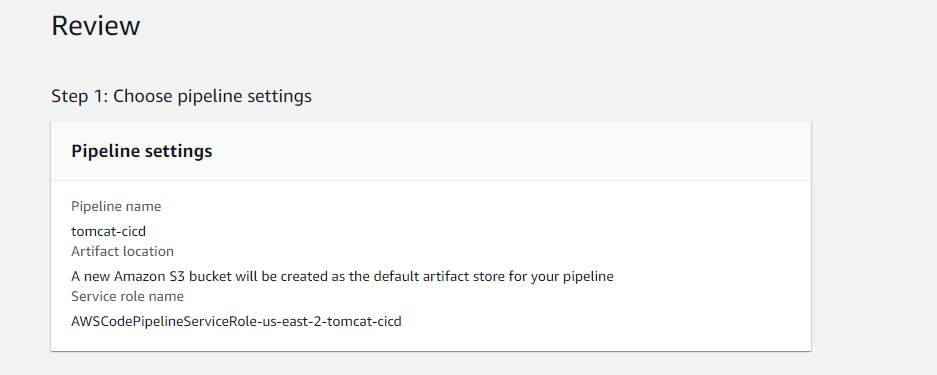 Review
Step 1: Choose pipeline settings
Pipeline settings
Pipeline name
tomcat-cicd
Artifact location
A new Amazon S3 bucket will be created as the default artifact store for your pipeline
Service role name
AWSCodePipelineServiceRole-us-east-2-tomcat-cicd